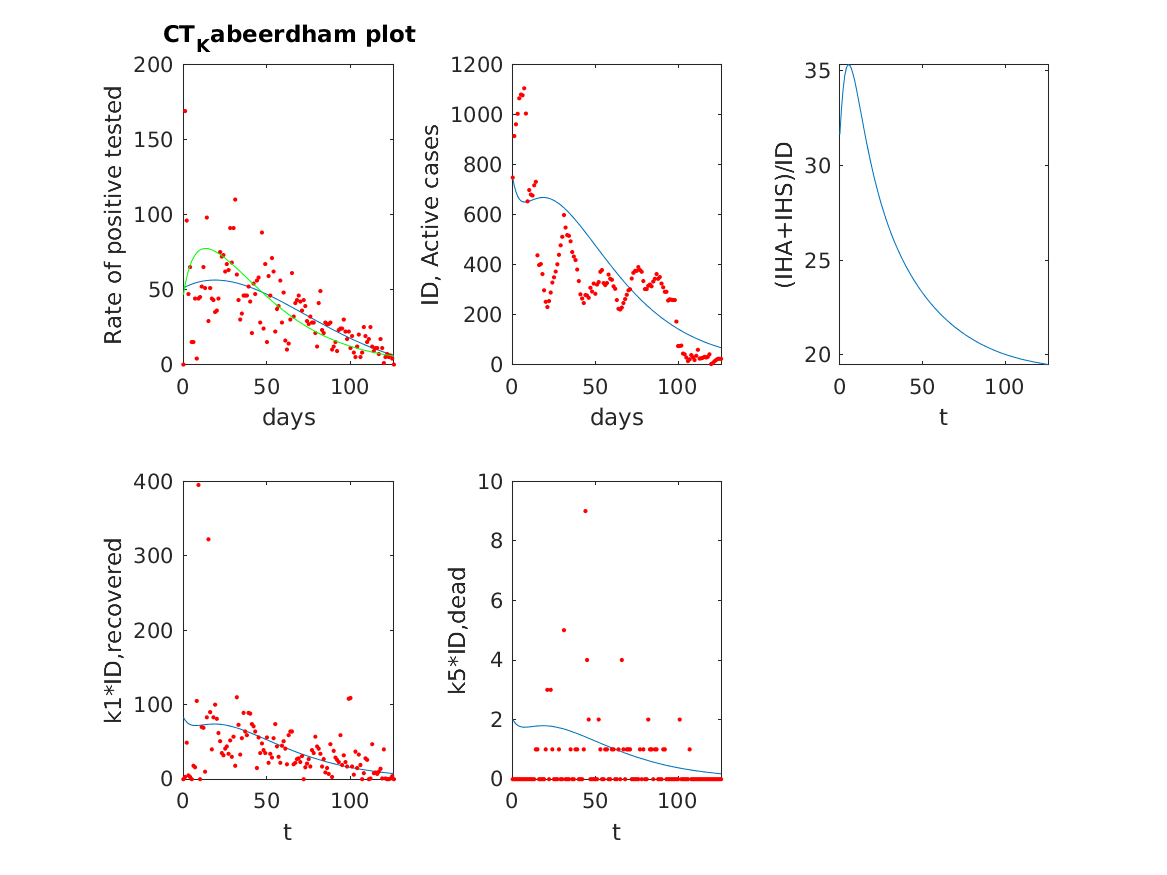 CT_Kabeerdham plot
200
150
100
50
0
0 50 100
days
Rate of positive tested
1200
1000
800
600
400
200
0
0 50 100
days
ID, Active cases
35
30
25
20
0 50 100
t
(IHA+IHS)/ID
400
300
200
100
0
0 50 100
t
k1*ID,recovered
10
8
6
4
2
0
0 50 100
t
k5*ID,dead